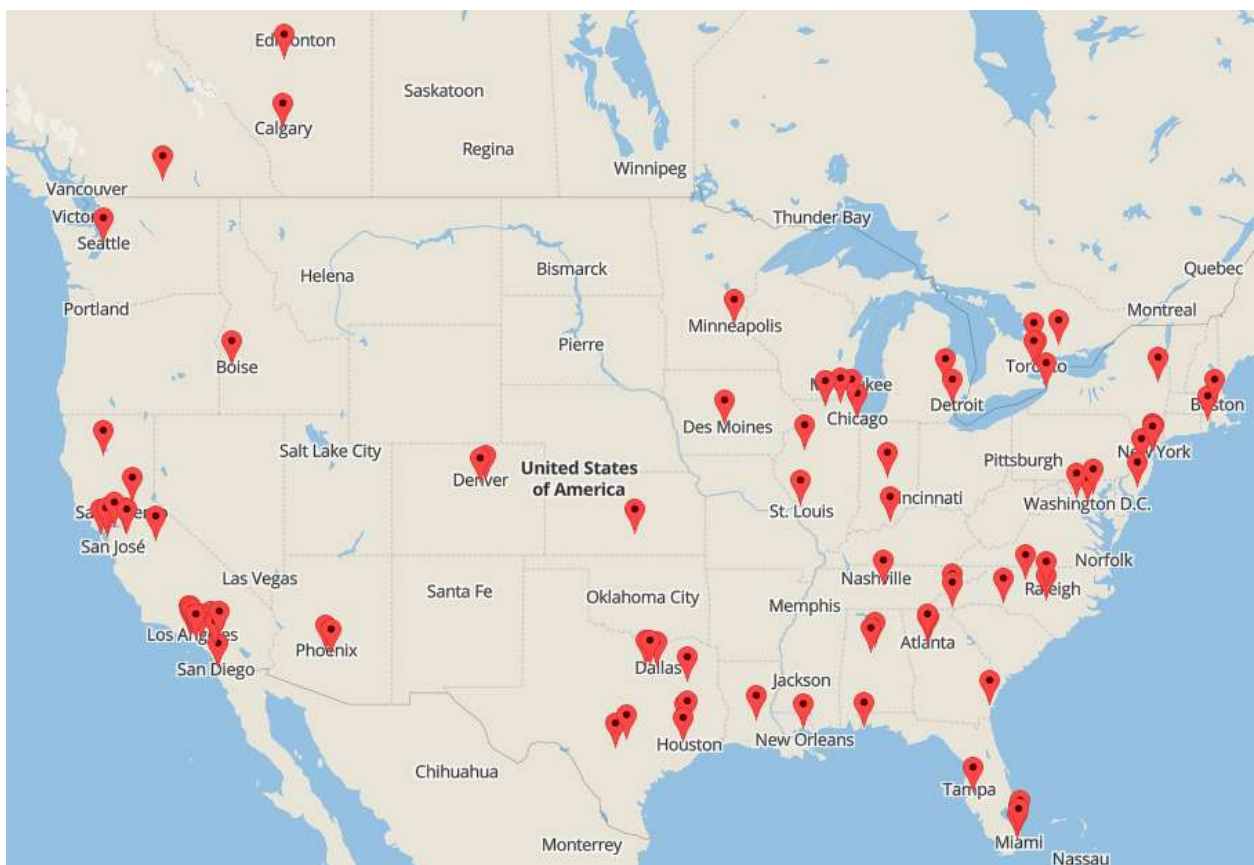 Edmonton
Saskatoon
Calgary
Regina
Winnipeg
Vancouver
Victor
Seattle
Thunder Bay
Quebec
Helena
Bismarck
Portland
Montreal
Minneapolis
Pierre
Boise
Toronto
Detroit
Boston
Chicago
Des Moines
Salt Lake City
New York
Pittsburgh
Denver
United States
of America
Washington D.C.
St. Louis
San José
Norfolk
Las Vegas
Nashville
Santa Fe
Raleigh
Oklahoma City
Memphis
Los Angeles
Atlanta
Phoenix
San Diego
Dallas
Jackson
Houston
New Orleans
Chihuahua
Tampa
Monterrey
Miami
Nassau